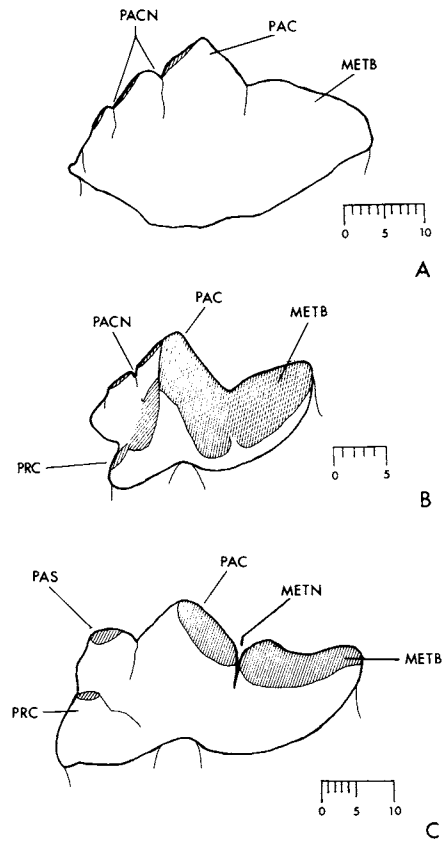 PACN
PAC
METB
0 5 10
A
PAC
PACN
METB
PRC
0 5
B
PAC
PAS
METN
METB
PRC
0 5 10
C